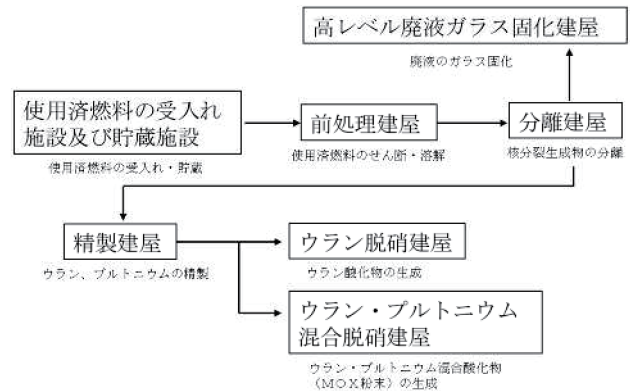 高レベル廃液ガラス固化建屋
廃液のガラス固化
使用済燃料の受入れ
施設及び貯蔵施設
使用済燃料の受入れ・貯蔵
前処理建屋
使用済燃料のせん断・溶解
分離建屋
核分裂生成物の分離
精製建屋
ウラン、プルトニウムの精製
ウラン脱硝建屋
ウラン酸化物の生成
ウラン・プルトニウム
混合脱硝建屋
ウラン・プルトニウム混合酸化物
（ＭＯＸ粉末）の生成